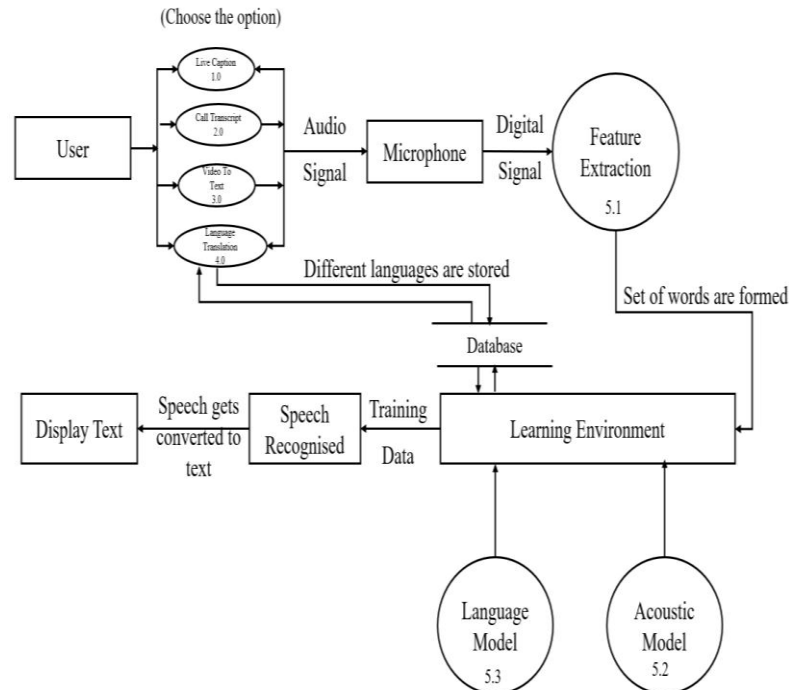 (Choose the option)
Live Caption
1.0
Call Transcript
2.0
Video To
Text
3.0
Language
Translation
4.0
User
Audio
Signal
Microphone
Digital
Signal
Feature
Extraction
5.1
Different languages are stored
Set of words are formed
Database
Display Text
Speech gets
converted to
text
Speech
Recognised
Training
Data
Learning Environment
Language
Model
5.3
Acoustic
Model
5.2